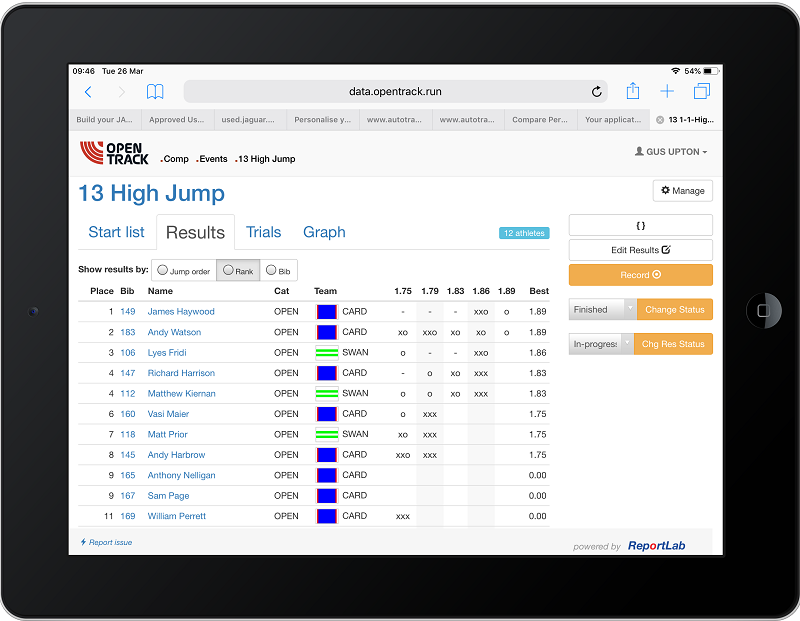 09:46 Tue 26 Mar 54%
data.opentrack.run
Build your JA... Approved Us... used.jaguar.... Personalise y... www.autotra... www.autotra... Compare Per... Your applicat... 13 1-1-Hig...
OPEN TRACK .Comp .Events .13 High Jump GUS UPTON
13 High Jump Manage
Start list Results Trials Graph 12 athletes
{ }
Edit Results
Record
Finished Change Status
In-progress Chg Res Status
Show results by: Jump order Rank Bib
Place Bib Name Cat Team 1.75 1.79 1.83 1.86 1.89 Best
1 149 James Haywood OPEN CARD - - - xxo o 1.89
2 183 Andy Watson OPEN CARD xo xxo xo xo o 1.89
3 106 Lyes Fridi OPEN SWAN o - - xxo 1.86
4 147 Richard Harrison OPEN CARD - o xo xxx 1.83
4 112 Matthew Kiernan OPEN SWAN o o xo xxx 1.83
6 160 Vasi Maier OPEN CARD o xxx 1.75
7 118 Matt Prior OPEN SWAN xo xxx 1.75
8 145 Andy Harbrow OPEN CARD xxo xxx 1.75
9 165 Anthony Nelligan OPEN CARD 0.00
9 167 Sam Page OPEN CARD 0.00
11 169 William Perrett OPEN CARD xxx 0.00
Report issue powered by ReportLab